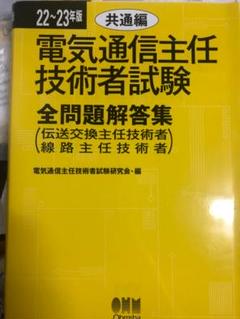 22~23年版
共通編
電気通信主任
技術者試験
全問題解答集
(伝送交換主任技術者)
(線路主任技術者)
電気通信主任技術者試験研究会・編
OHM
Ohmsha